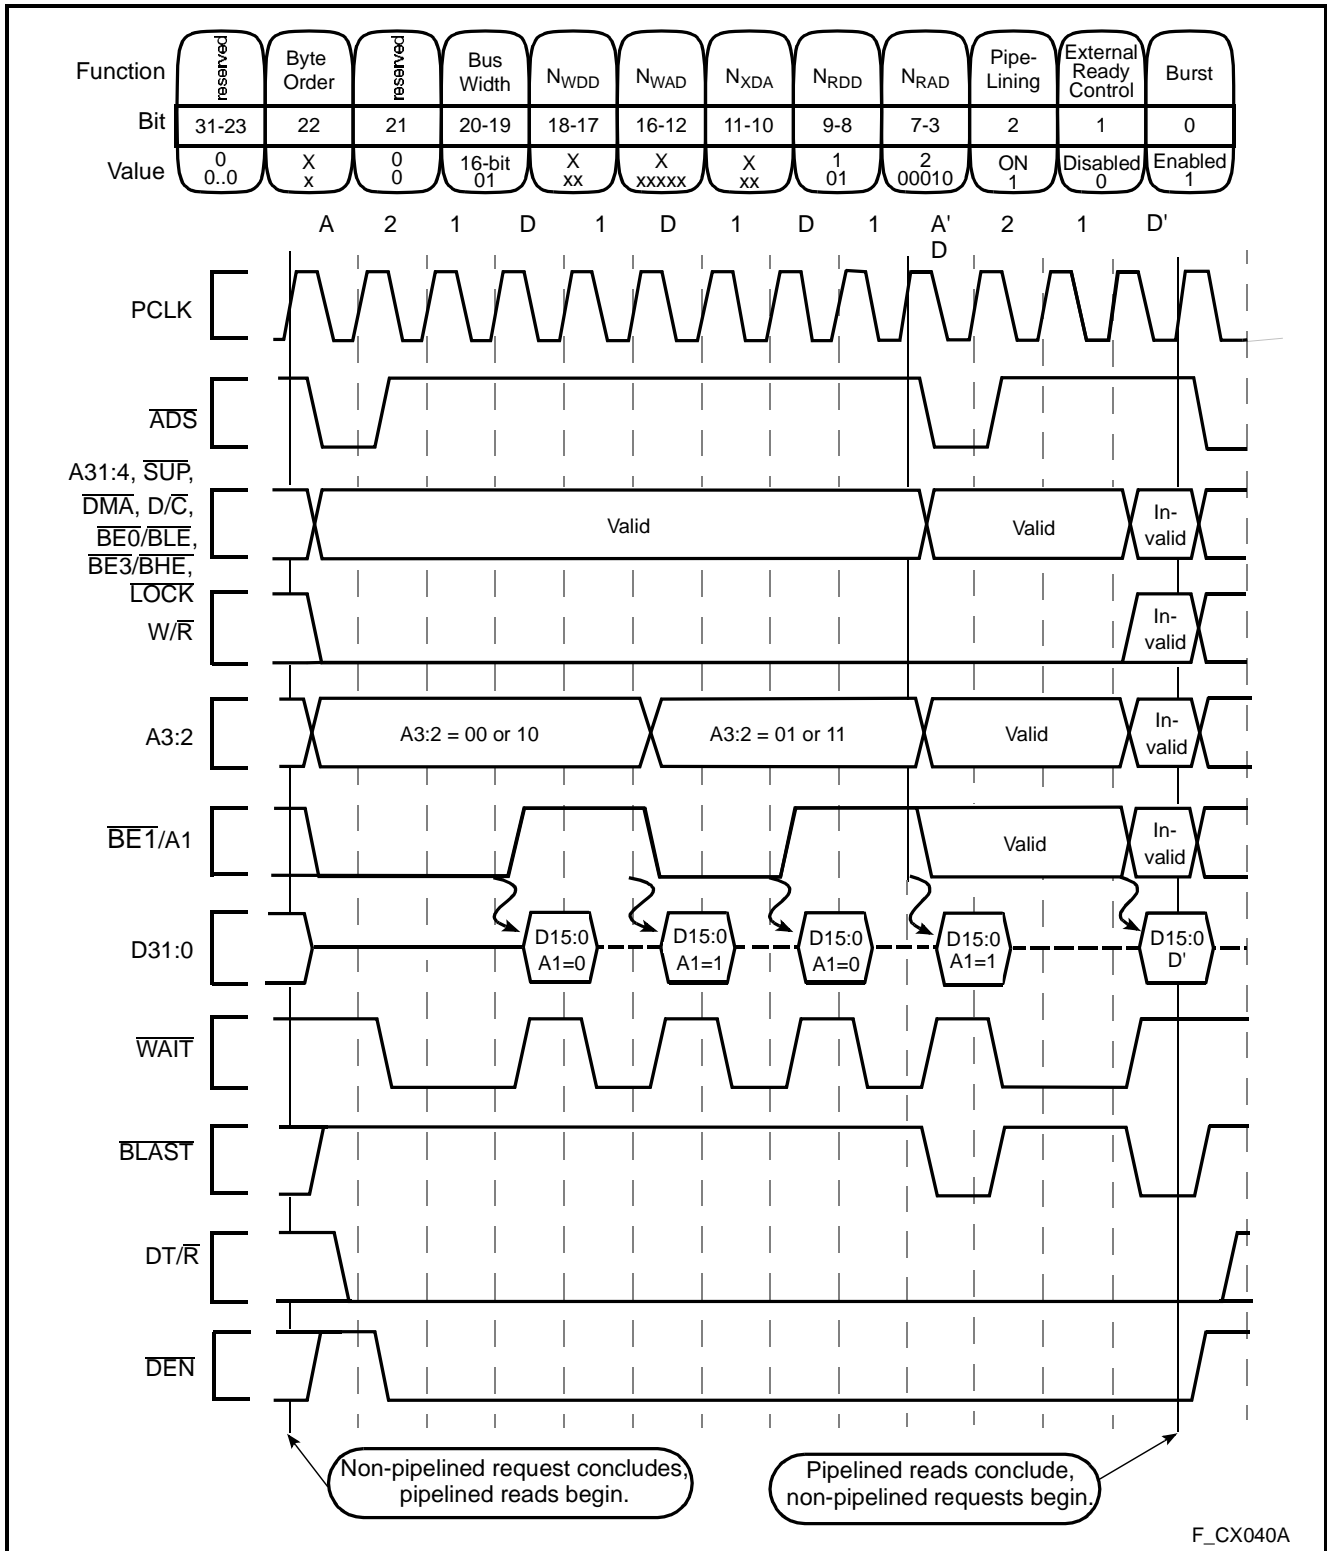 Function reserved Byte Order reserved Bus Width NWDD NWAD NXDA NRDD NRAD Pipe-Lining External Ready Control Burst
Bit 31-23 22 21 20-19 18-17 16-12 11-10 9-8 7-3 2 1 0
Value 0 X 0 16-bit X X X 1 2 ON Disabled Enabled
0..0 x 0 01 xx xxxxx xx 01 00010 1 0 1
A 2 1 D 1 D 1 D 1 A' 2 1 D'
D
PCLK
ADS
A31:4, SUP,
DMA, D/C,
BE0/BLE,
BE3/BHE,
LOCK
Valid Valid In-
valid
W/R In-
valid
A3:2 A3:2 = 00 or 10 A3:2 = 01 or 11 Valid In-
valid
BE1/A1 Valid In-
valid
D31:0 D15:0 D15:0 D15:0 D15:0 D15:0
A1=0 A1=1 A1=0 A1=1 D'
WAIT
BLAST
DT/R
DEN
Non-pipelined request concludes,
pipelined reads begin.
Pipelined reads conclude,
non-pipelined requests begin.
F_CX040A